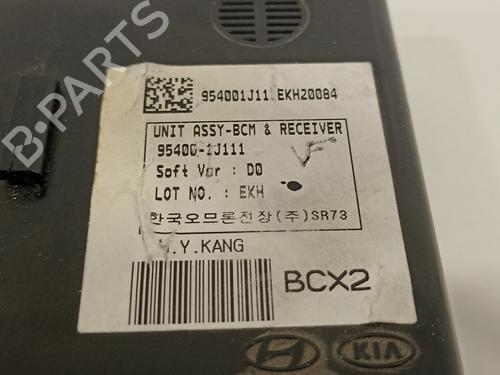 954001J11 EKH20084
UNIT ASSY-BCM & RECEIVER
95400-1J111
VF
Soft Ver : D0
LOT NO. : EKH
한국오므론전장(주)SR73
H.Y.KANG
BCX2
KIA
B-PARTS